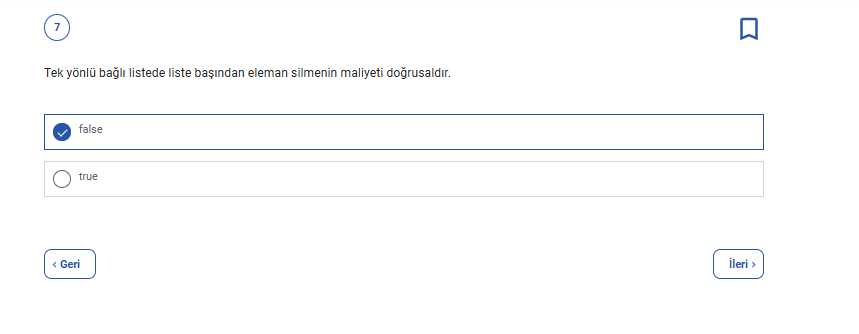 7
Tek yönlü bağlı listede liste başından eleman silmenin maliyeti doğrusaldır.
false
true
‹ Geri
İleri ›